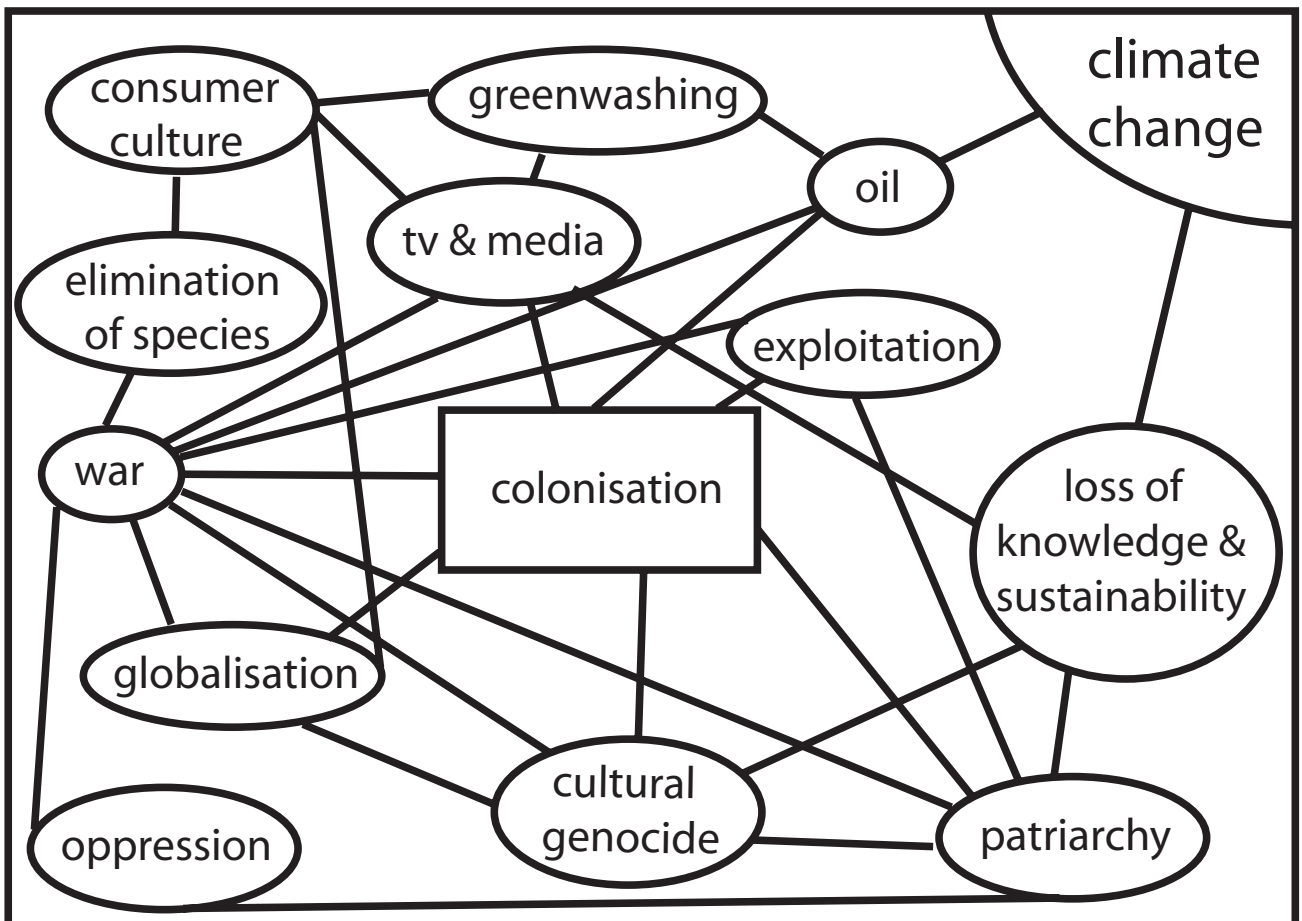 climate
change
consumer
culture
greenwashing
oil
tv & media
elimination
of species
exploitation
war
colonisation
loss of
knowledge &
sustainability
globalisation
cultural
genocide
oppression
patriarchy